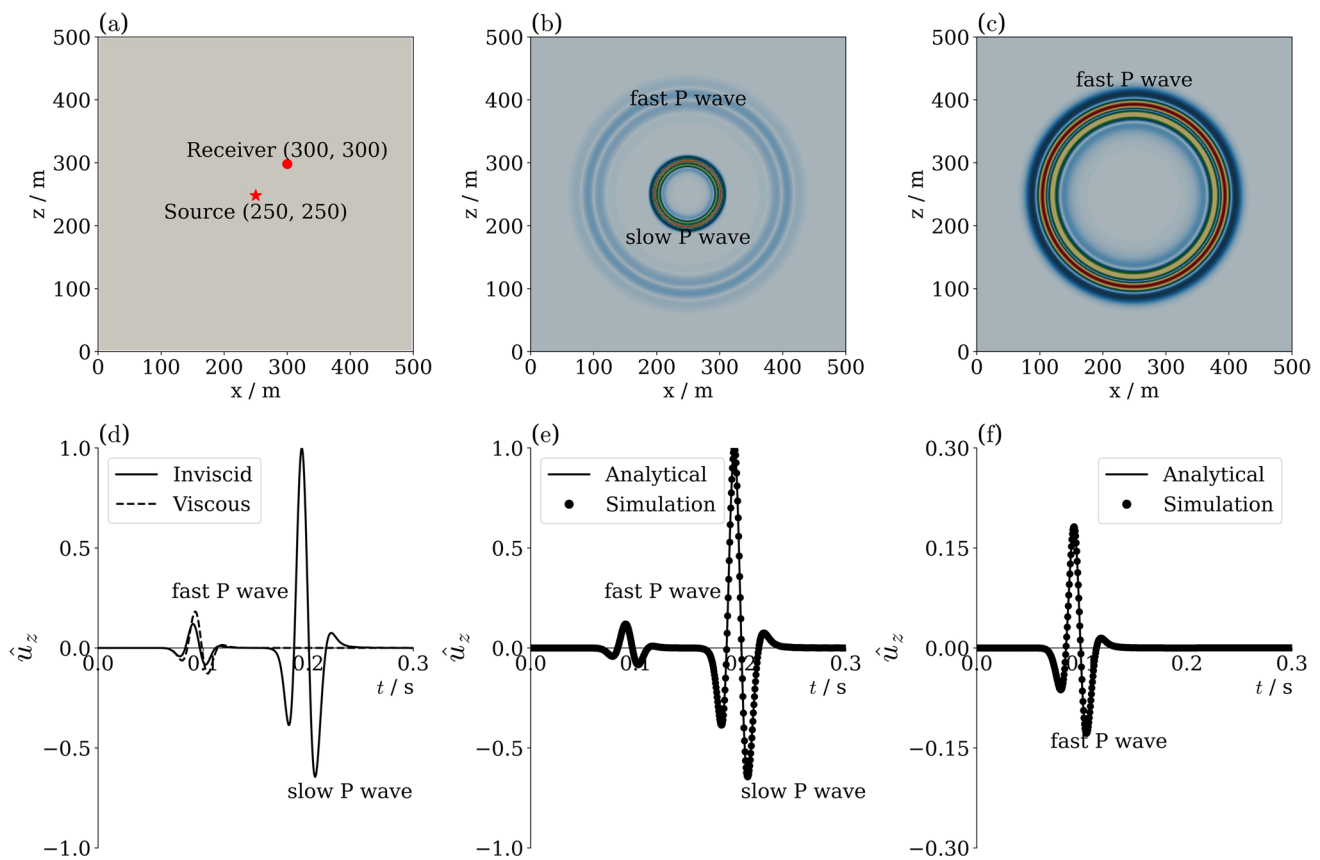 (a)
500
400
300
200
100
0
z / m
Receiver (300, 300)
Source (250, 250)
0 100 200 300 400 500
x / m
(b)
500
400
300
200
100
0
z / m
fast P wave
slow P wave
0 100 200 300 400 500
x / m
(c)
500
400
300
200
100
0
z / m
fast P wave
0 100 200 300 400 500
x / m
(d)
1.0
0.5
0.0
−0.5
−1.0
û_z
Inviscid
Viscous
fast P wave
0.0 0.1 0.2 0.3
t / s
slow P wave
(e)
1.0
0.5
0.0
−0.5
−1.0
û_z
Analytical
Simulation
fast P wave
0.0 0.1 0.2 0.3
t / s
slow P wave
(f)
0.30
0.15
0.00
−0.15
−0.30
û_z
Analytical
Simulation
0.0 0.1 0.2 0.3
t / s
fast P wave